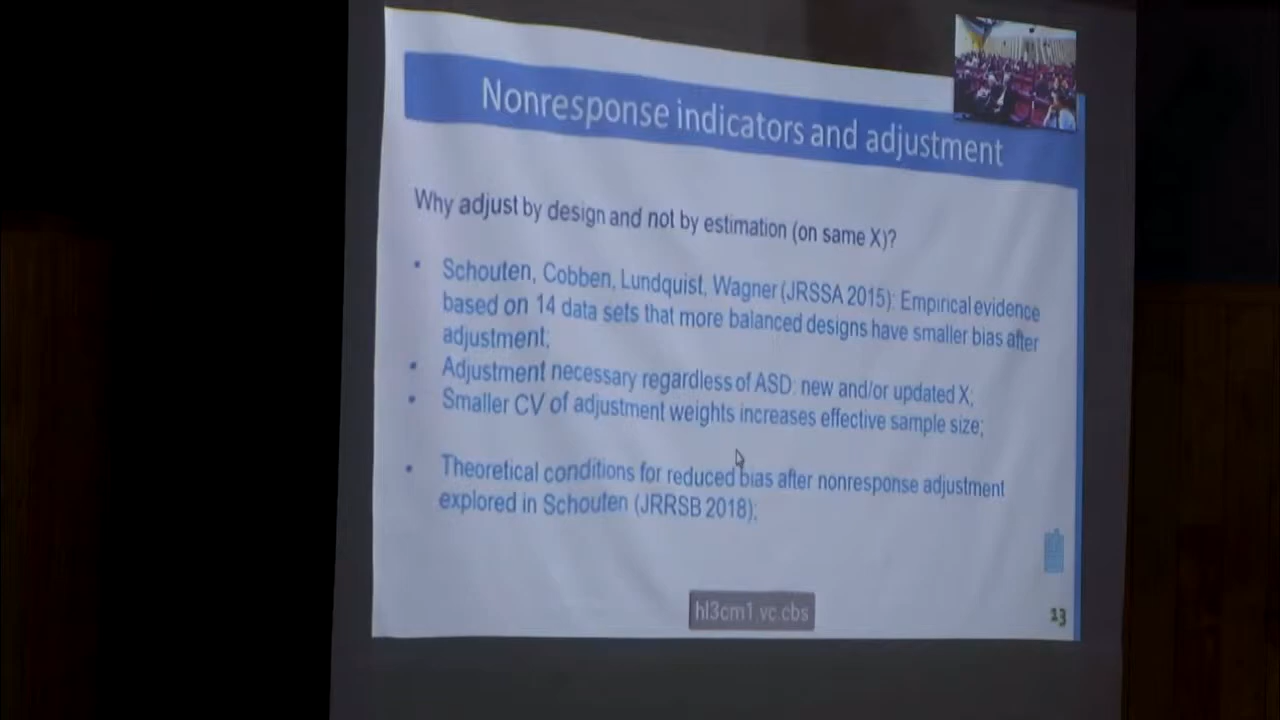 Nonresponse indicators and adjustment
Why adjust by design and not by estimation (on same X)?
• Schouten, Cobben, Lundquist, Wagner (JRSSA 2015): Empirical evidence
based on 14 data sets that more balanced designs have smaller bias after
adjustment;
• Adjustment necessary regardless of ASD: new and/or updated X;
• Smaller CV of adjustment weights increases effective sample size;
• Theoretical conditions for reduced bias after nonresponse adjustment
explored in Schouten (JRRSB 2018);
hl3cm1.vc.cbs
13